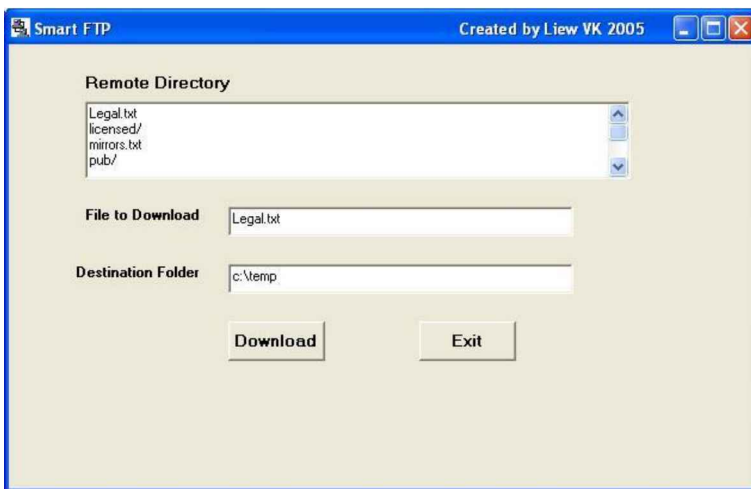 Smart FTP Created by Liew VK 2005
Remote Directory
Legal.txt
licensed/
mirrors.txt
pub/
File to Download Legal.txt
Destination Folder c:\temp
Download Exit